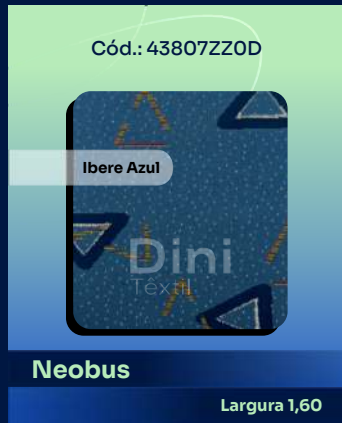 Cód.: 43807ZZ0D
Ibere Azul
Dini
Têxtil
Neobus
Largura 1,60